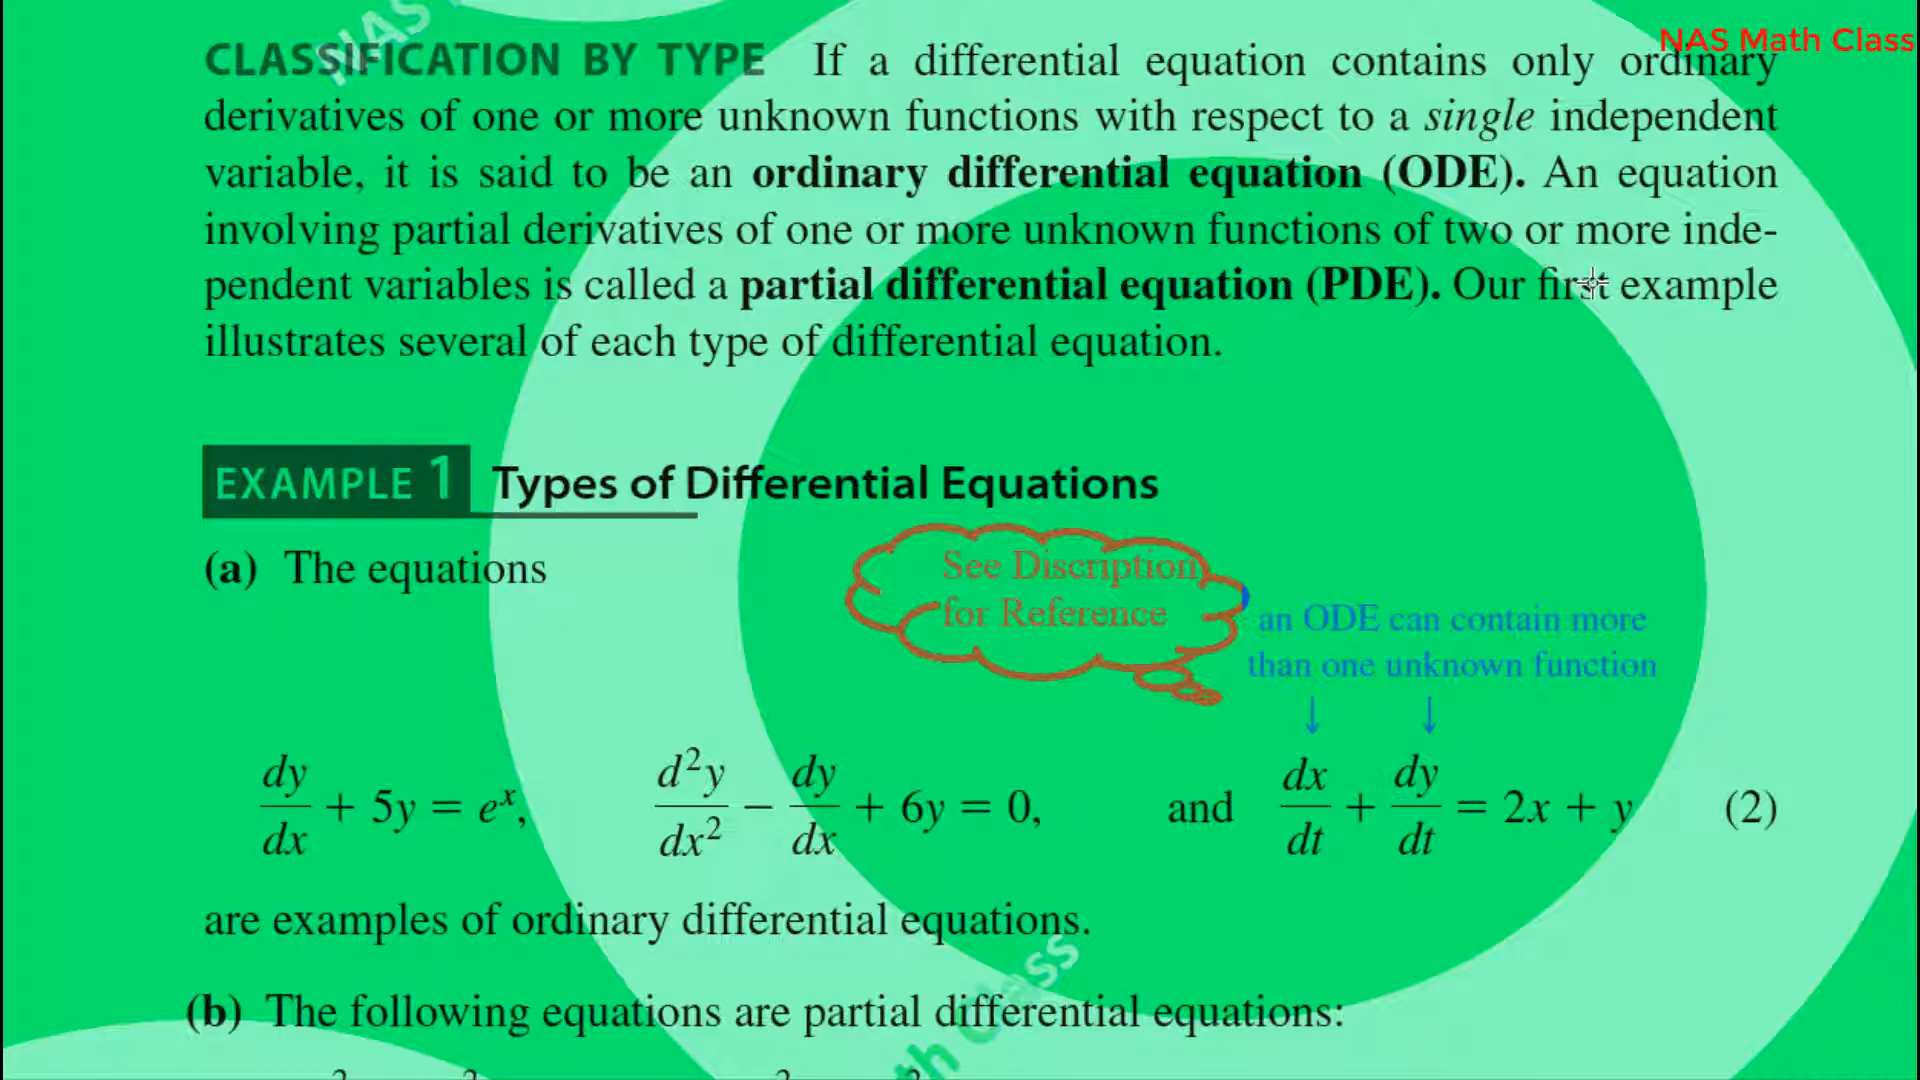 NAS Math Class
CLASSIFICATION BY TYPE If a differential equation contains only ordinary
derivatives of one or more unknown functions with respect to a single independent
variable, it is said to be an ordinary differential equation (ODE). An equation
involving partial derivatives of one or more unknown functions of two or more inde-
pendent variables is called a partial differential equation (PDE). Our first example
illustrates several of each type of differential equation.
EXAMPLE 1 Types of Differential Equations
(a) The equations
See Discription
for Reference
an ODE can contain more
than one unknown function
↓ ↓
dy/dx + 5y = eˣ, d²y/dx² − dy/dx + 6y = 0, and dx/dt + dy/dt = 2x + y (2)
are examples of ordinary differential equations.
(b) The following equations are partial differential equations: